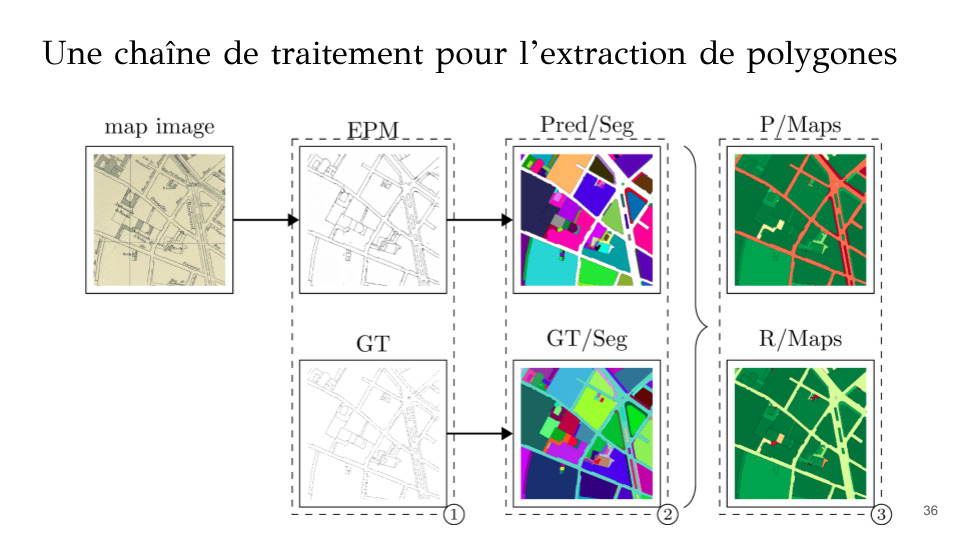 Une chaîne de traitement pour l'extraction de polygones
map image
EPM
Pred/Seg
P/Maps
GT
GT/Seg
R/Maps
1
2
3
36